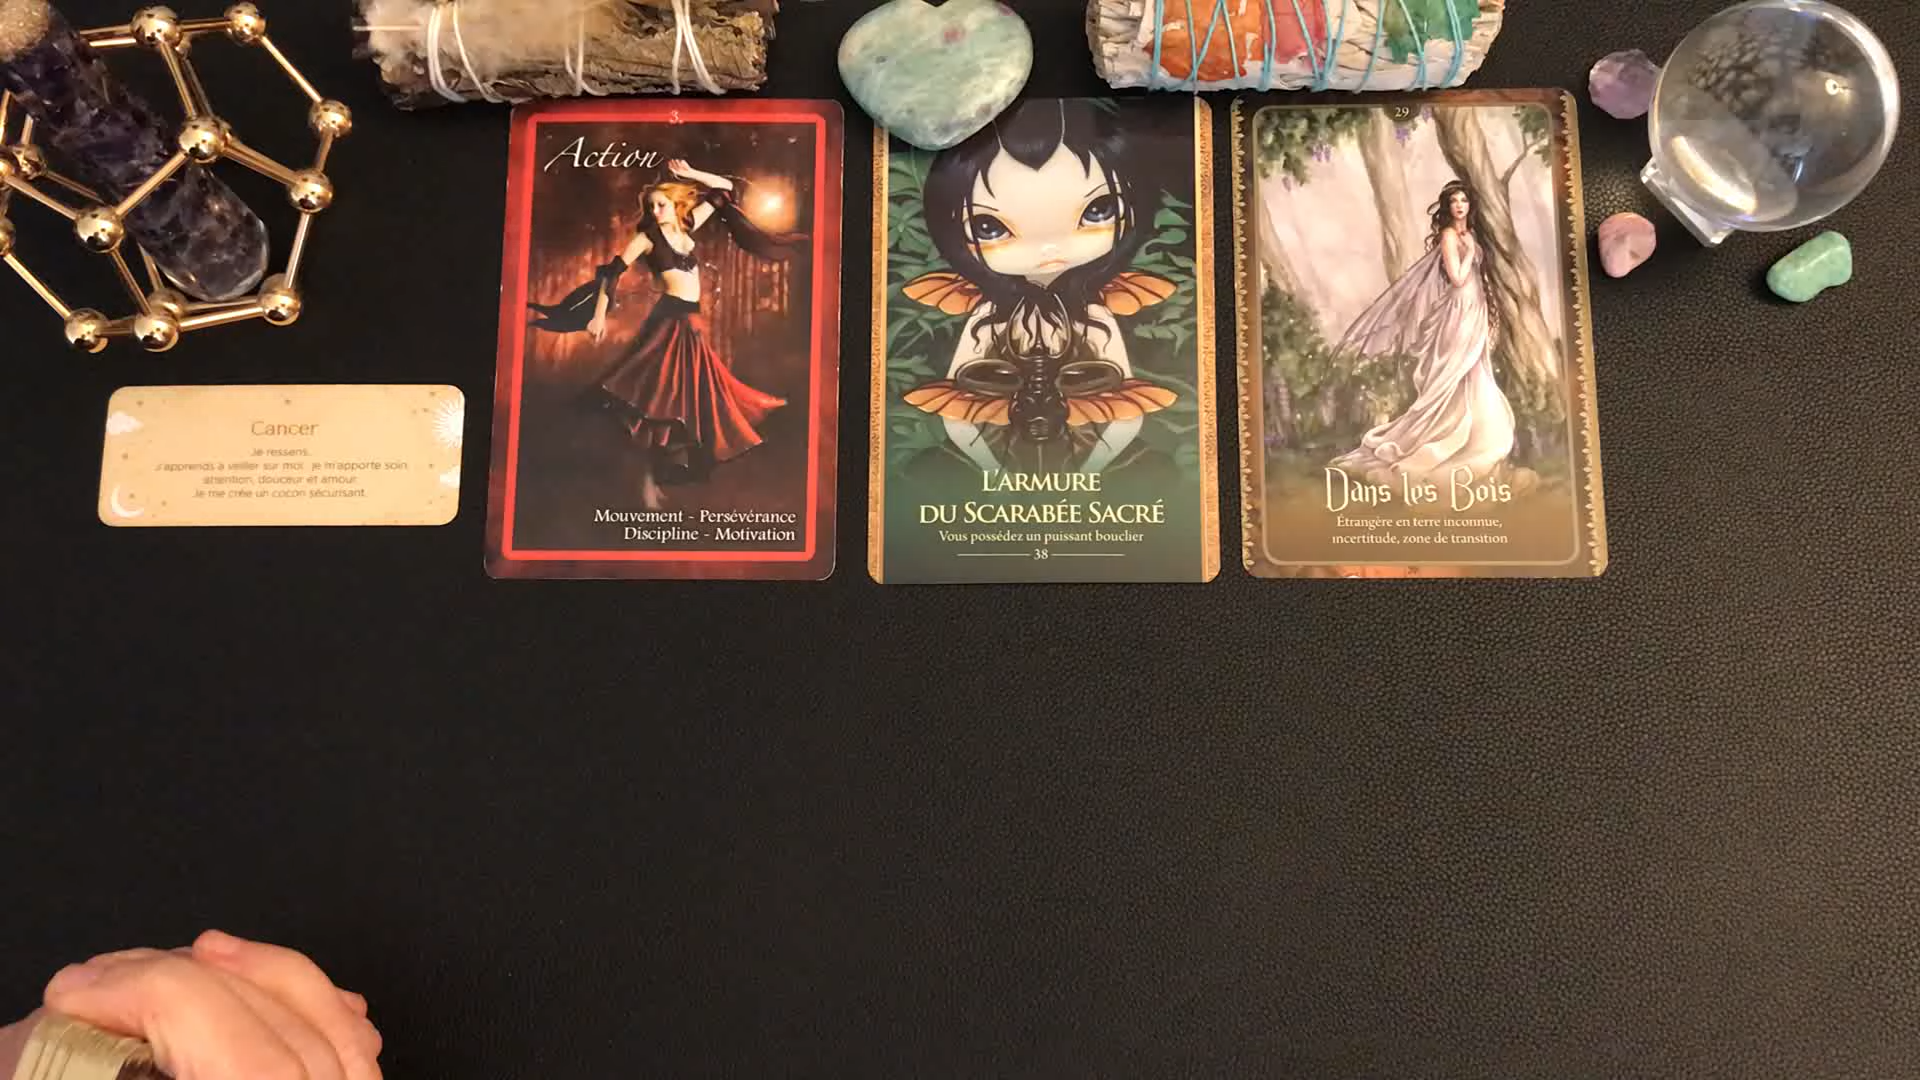 Cancer
Je ressens.
J'apprends à veiller sur moi. Je m'apporte soin,
attention, douceur et amour.
Je me crée un cocon sécurisant.
3.
Action
Mouvement - Persévérance
Discipline - Motivation
L'ARMURE
DU SCARABÉE SACRÉ
Vous possédez un puissant bouclier
38
29
Dans les Bois
Étrangère en terre inconnue,
incertitude, zone de transition